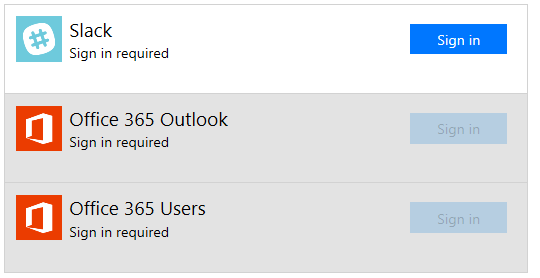 Slack
Sign in required
Sign in
Office 365 Outlook
Sign in required
Sign in
Office 365 Users
Sign in required
Sign in